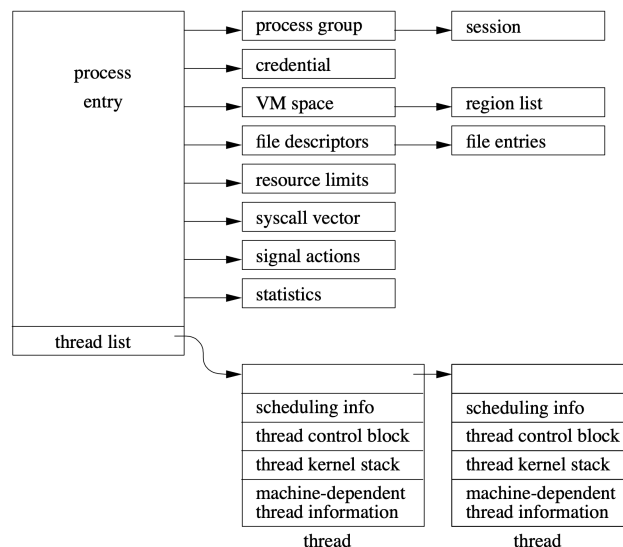 process group
session
process
entry
credential
VM space
region list
file descriptors
file entries
resource limits
syscall vector
signal actions
statistics
thread list
scheduling info
thread control block
thread kernel stack
machine-dependent
thread information
thread
scheduling info
thread control block
thread kernel stack
machine-dependent
thread information
thread